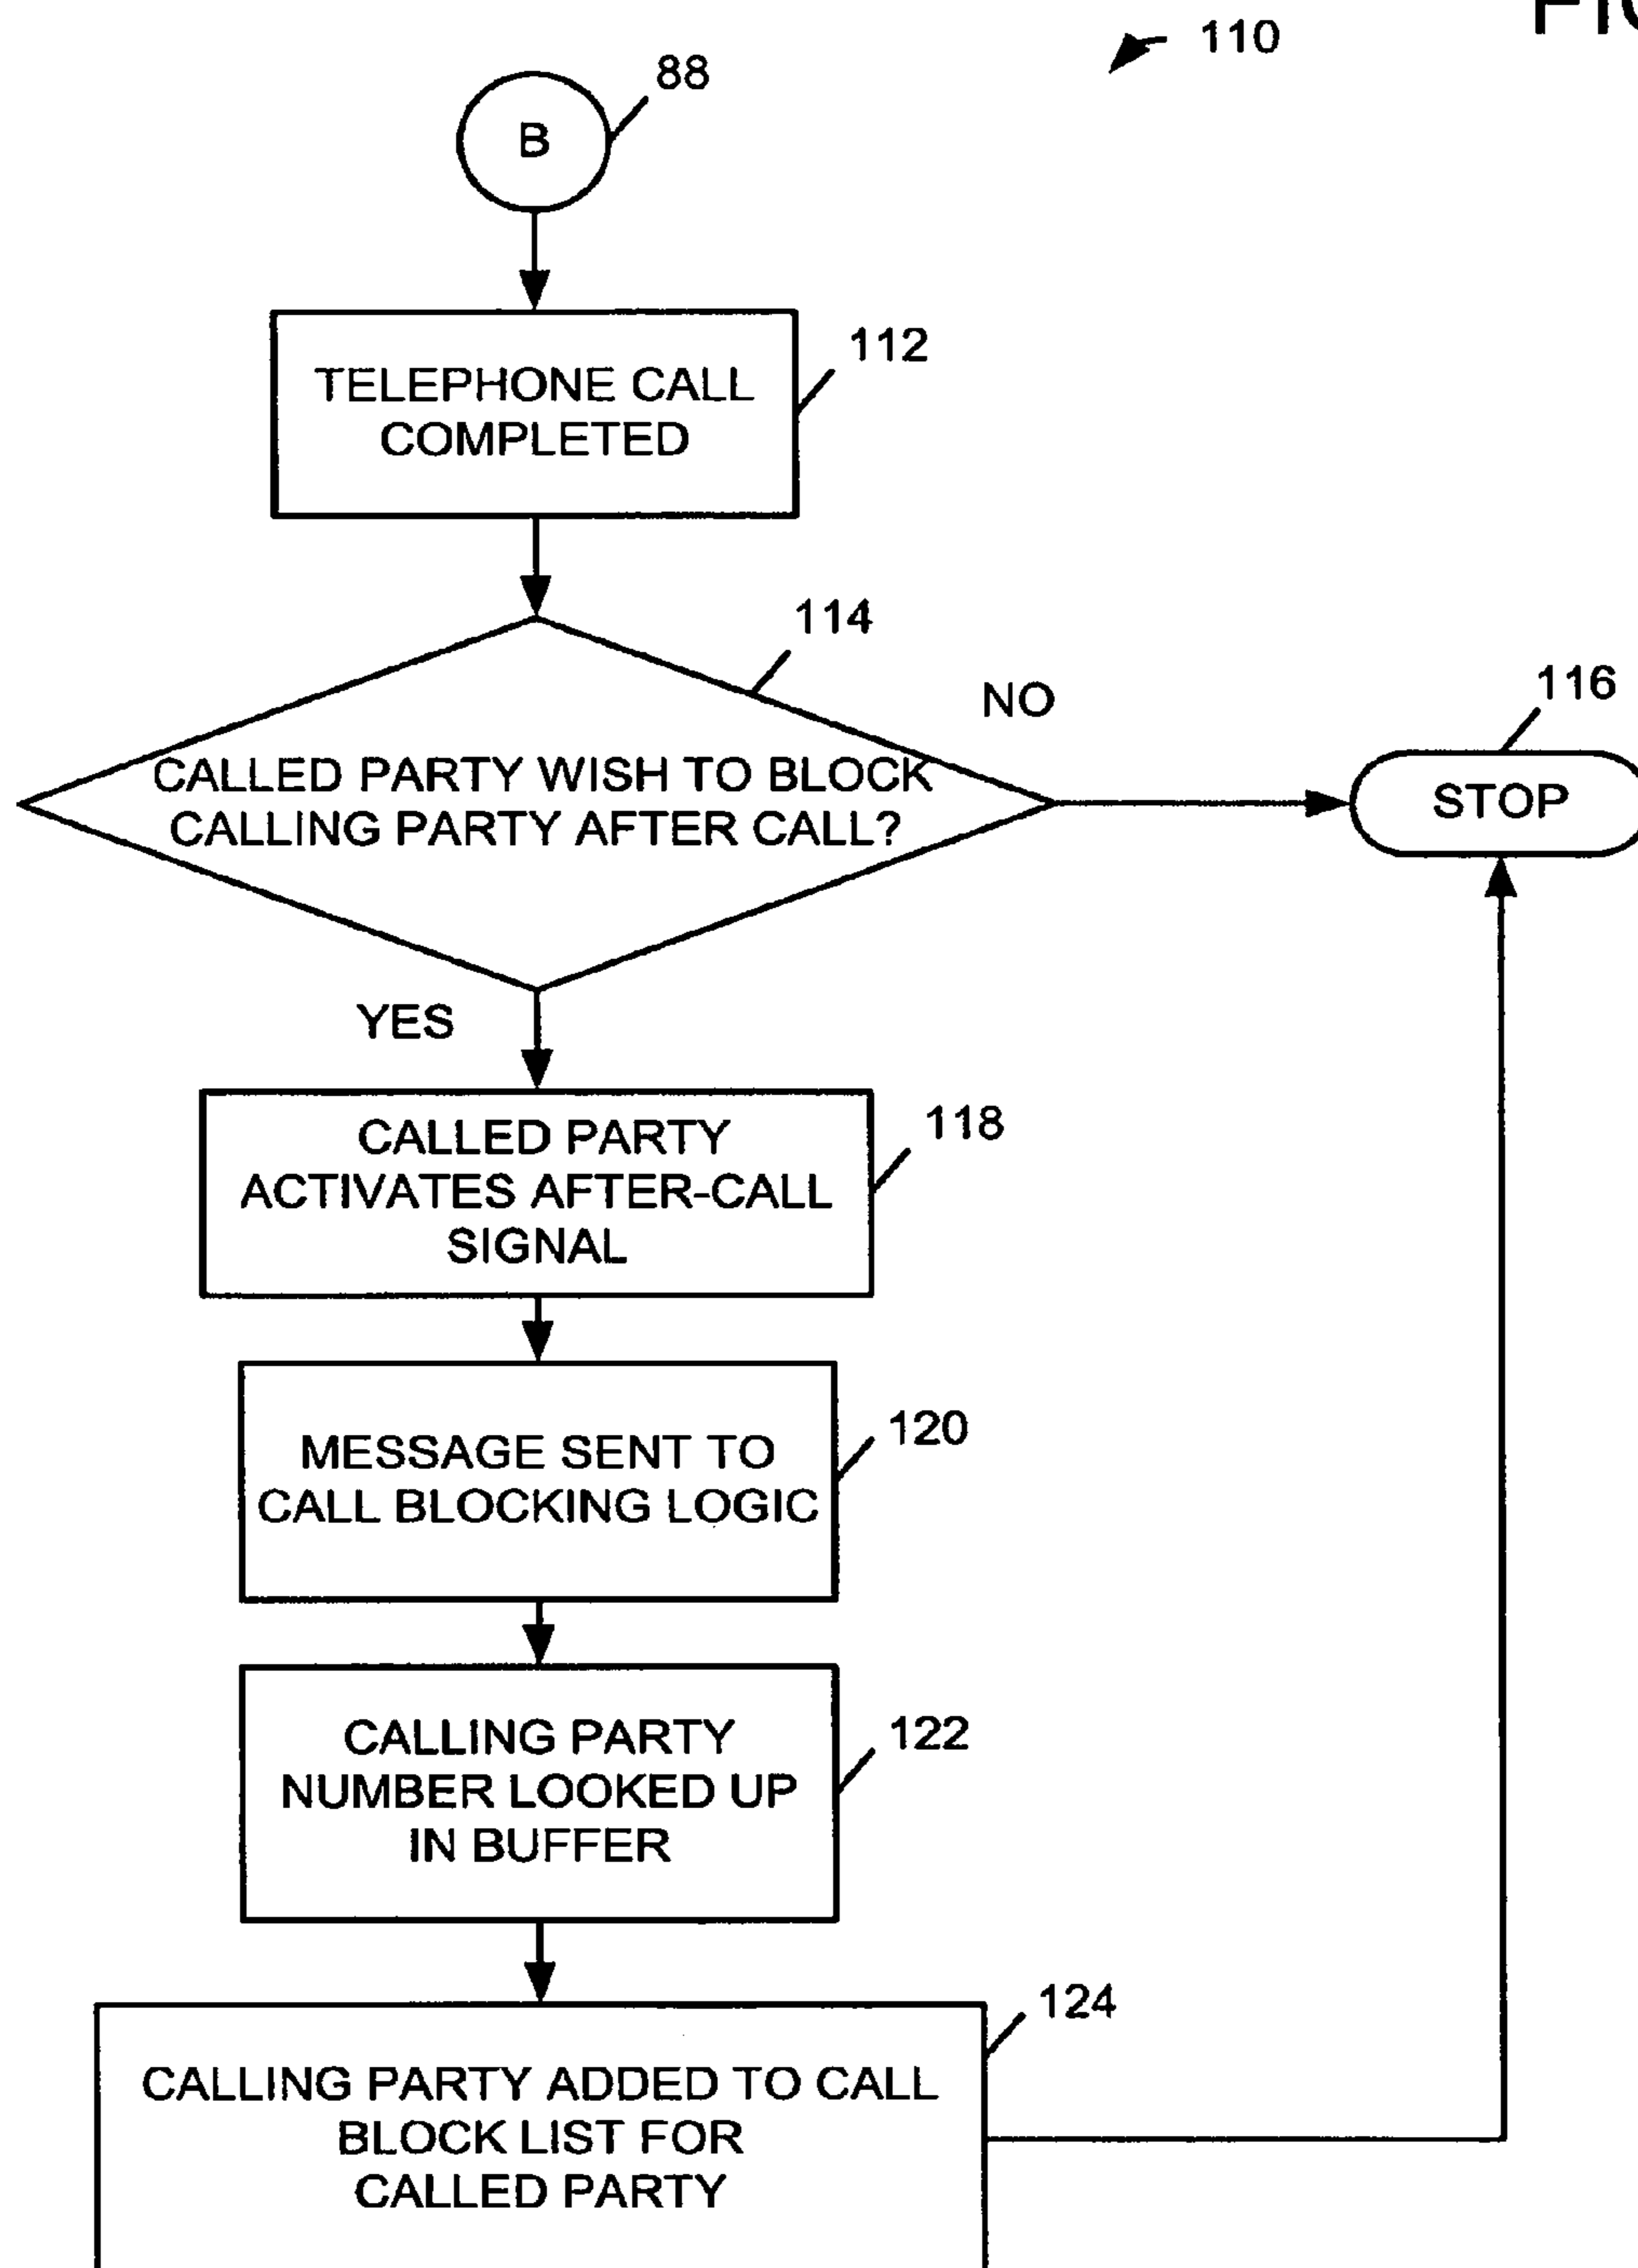 110
88
B
112
TELEPHONE CALL
COMPLETED
114
NO
116
CALLED PARTY WISH TO BLOCK
CALLING PARTY AFTER CALL?
STOP
YES
118
CALLED PARTY
ACTIVATES AFTER-CALL
SIGNAL
120
MESSAGE SENT TO
CALL BLOCKING LOGIC
122
CALLING PARTY
NUMBER LOOKED UP
IN BUFFER
124
CALLING PARTY ADDED TO CALL
BLOCK LIST FOR
CALLED PARTY